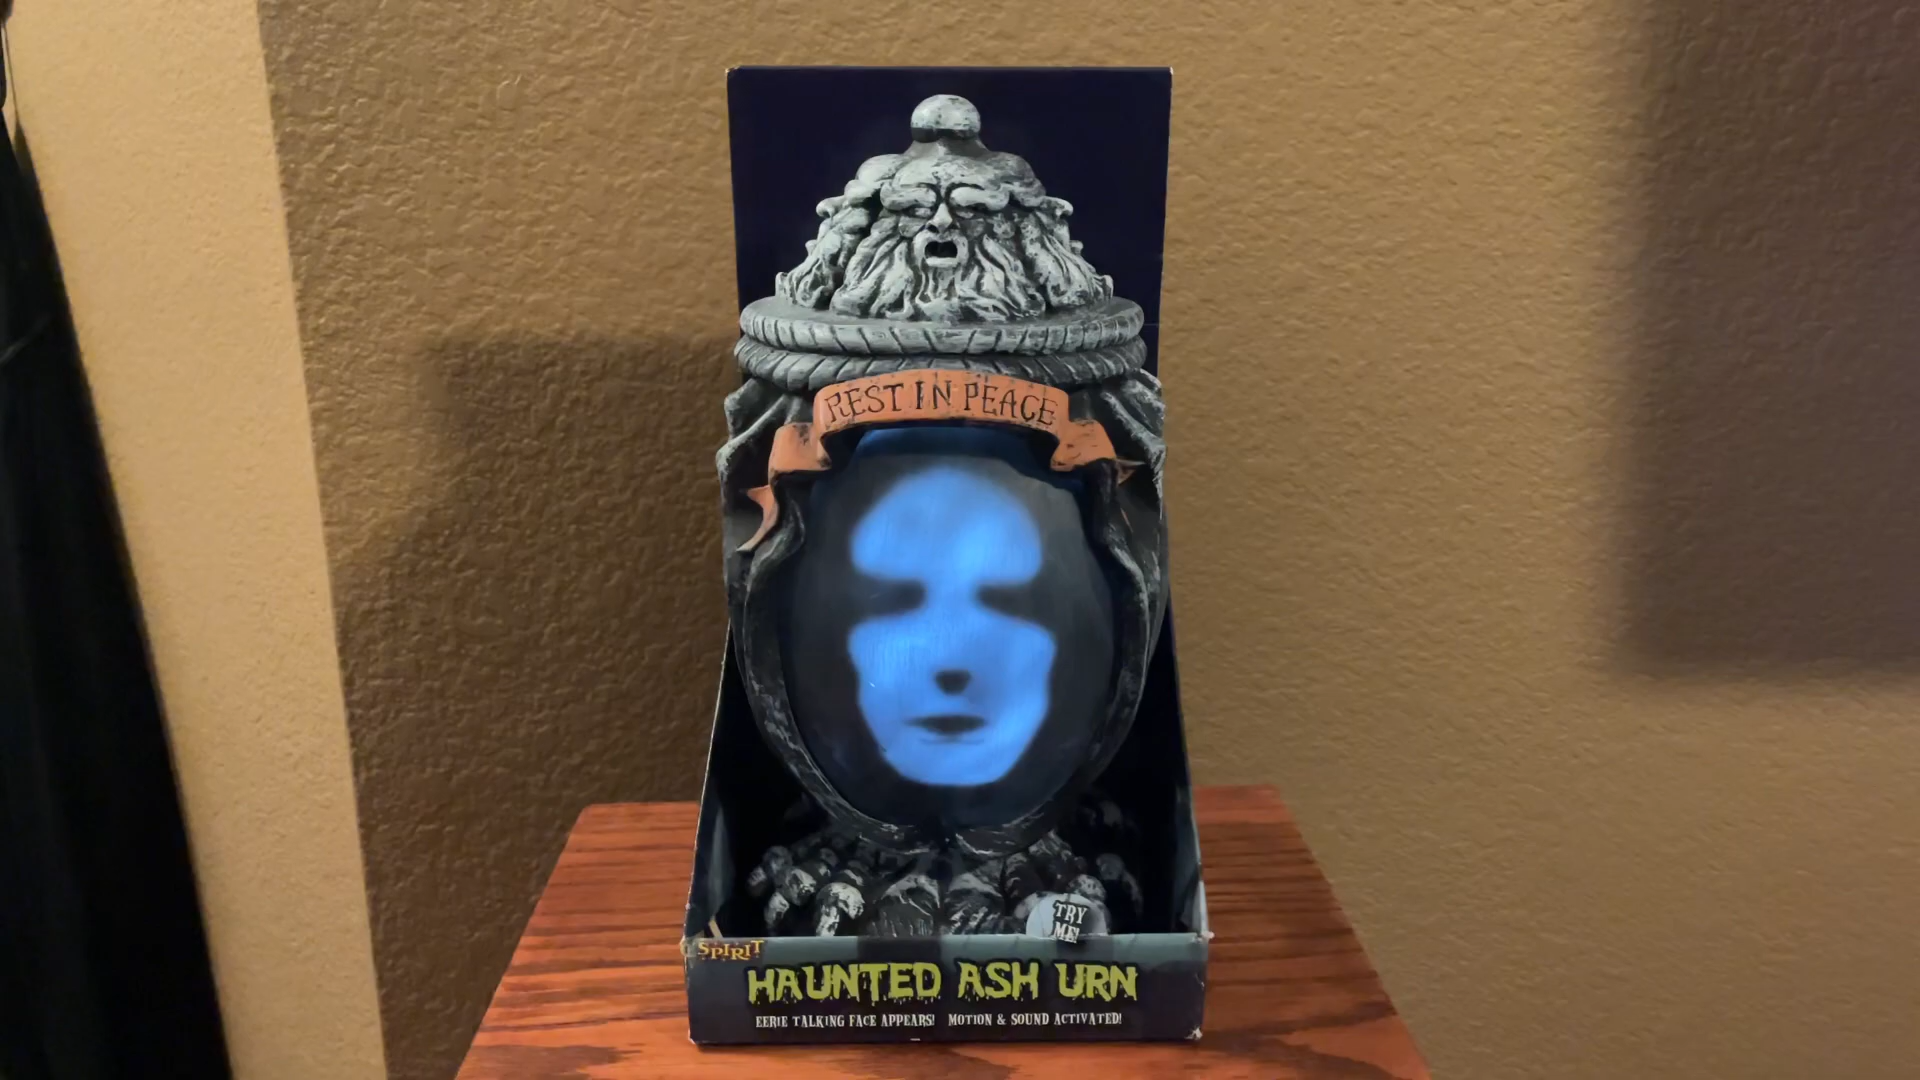 REST IN PEACE
TRY
ME!
SPIRIT
HAUNTED ASH URN
EERIE TALKING FACE APPEARS! MOTION & SOUND ACTIVATED!